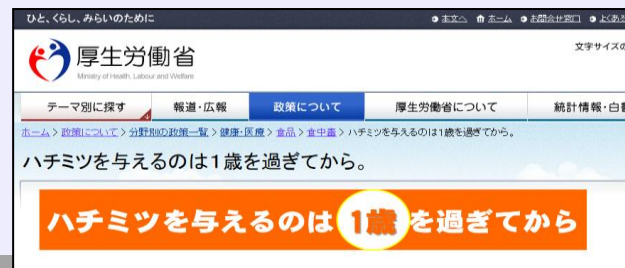 ひと、くらし、みらいのために
本文へ ホーム お問合せ窓口 よくある
厚生労働省
Ministry of Health, Labour and Welfare
文字サイズの
テーマ別に探す 報道・広報 政策について 厚生労働省について 統計情報・白書
ホーム > 政策について > 分野別の政策一覧 > 健康・医療 > 食品 > 食中毒 > ハチミツを与えるのは1歳を過ぎてから。
ハチミツを与えるのは1歳を過ぎてから。
ハチミツを与えるのは1歳を過ぎてから